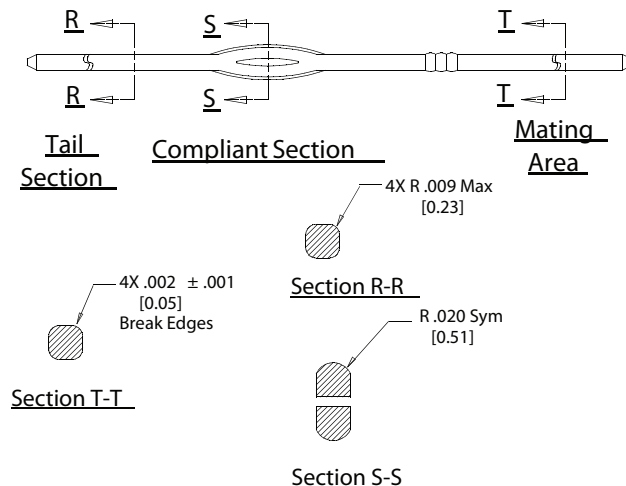 R
S
T
R
S
T
Tail
Section
Compliant Section
Mating
Area
4X R .009 Max
[0.23]
Section R-R
4X .002 ± .001
[0.05]
Break Edges
Section T-T
R .020 Sym
[0.51]
Section S-S